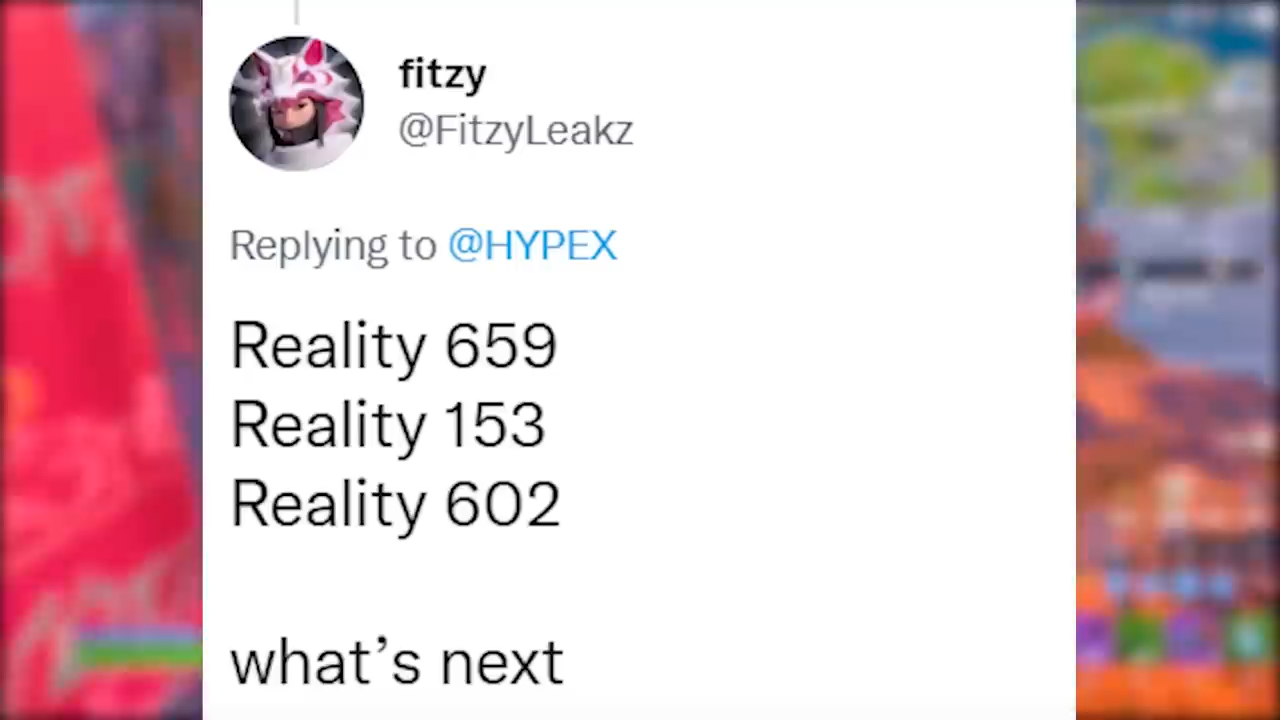 fitzy
@FitzyLeakz
Replying to @HYPEX
Reality 659
Reality 153
Reality 602
what’s next